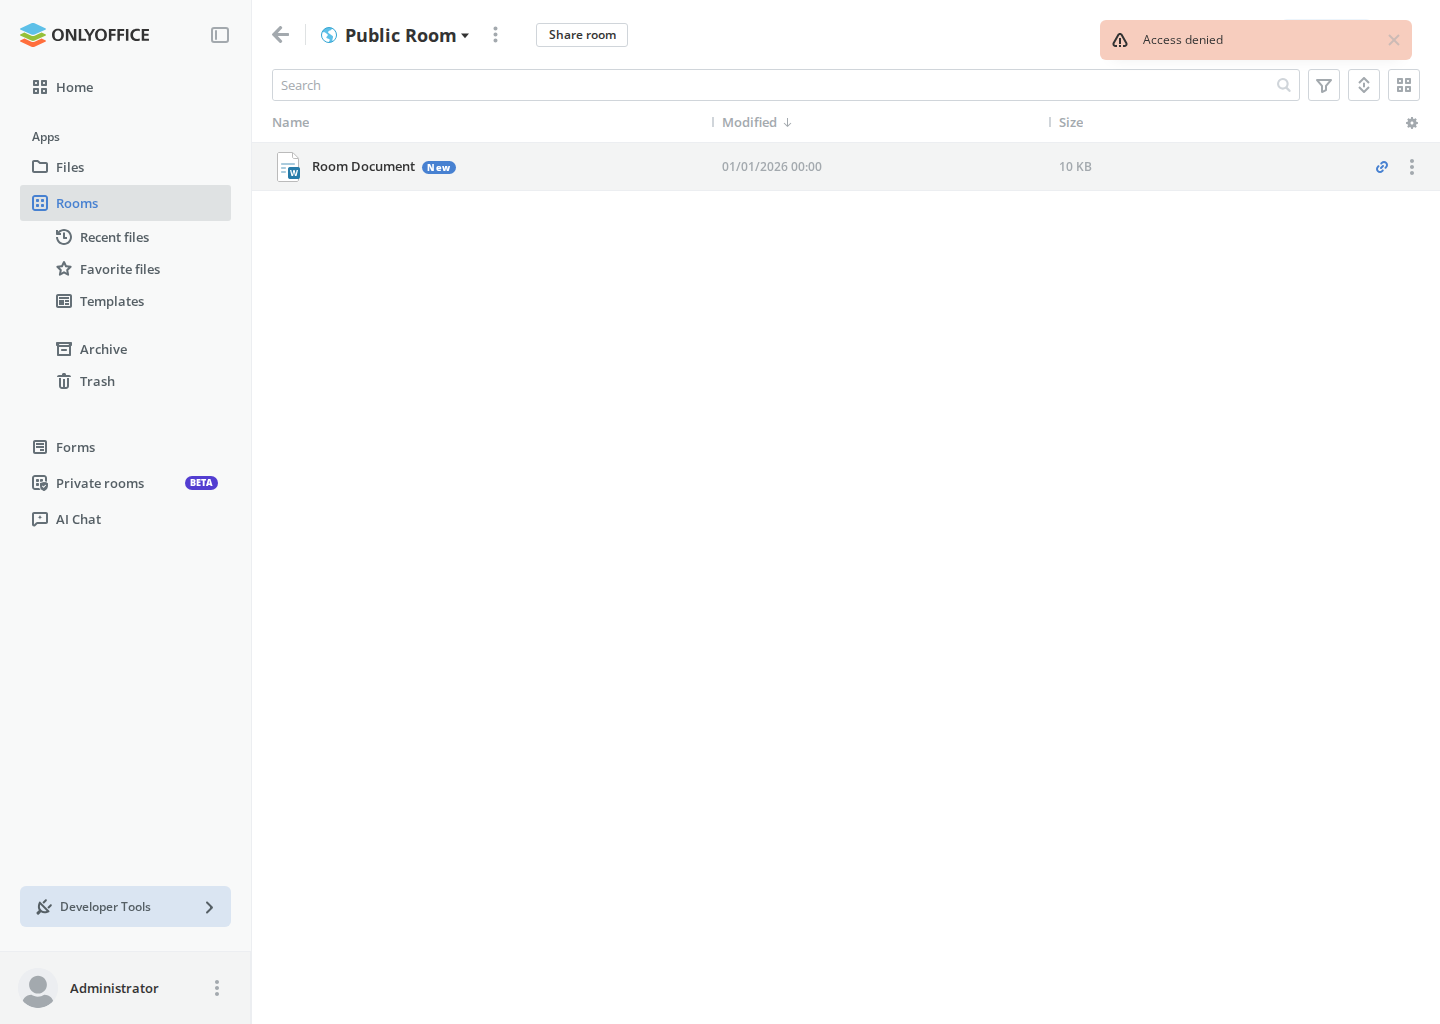 ONLYOFFICE
Home
Apps
Files
Rooms
Recent files
Favorite files
Templates
Archive
Trash
Forms
Private rooms BETA
AI Chat
Developer Tools
Administrator
Public Room
Share room
Access denied
Search
Name Modified Size
Room Document New 01/01/2026 00:00 10 KB